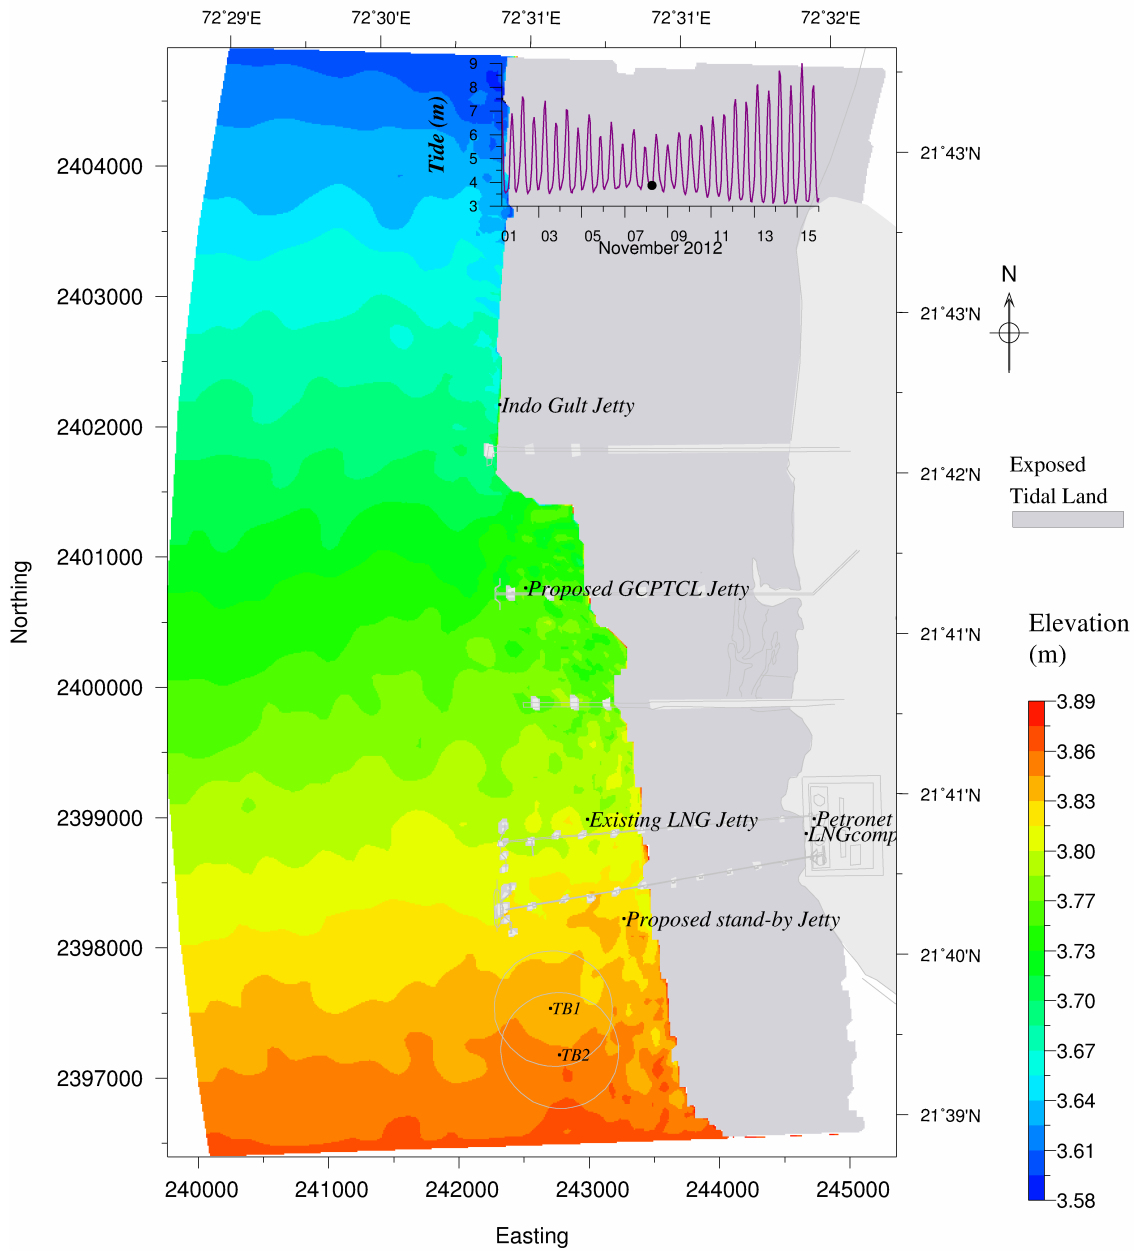 72°29'E 72°30'E 72°31'E 72°31'E 72°32'E
9
8
7
6
5
4
3
Tide (m)
01 03 05 07 09 11 13 15
November 2012
2404000
2403000
2402000
2401000
2400000
2399000
2398000
2397000
Northing
21°43'N
21°43'N
21°42'N
21°41'N
21°41'N
21°40'N
21°39'N
N
Indo Gult Jetty
Proposed GCPTCL Jetty
Existing LNG Jetty
Petronet
LNGcomp
Proposed stand-by Jetty
TB1
TB2
Exposed
Tidal Land
Elevation
(m)
3.89
3.86
3.83
3.80
3.77
3.73
3.70
3.67
3.64
3.61
3.58
240000 241000 242000 243000 244000 245000
Easting